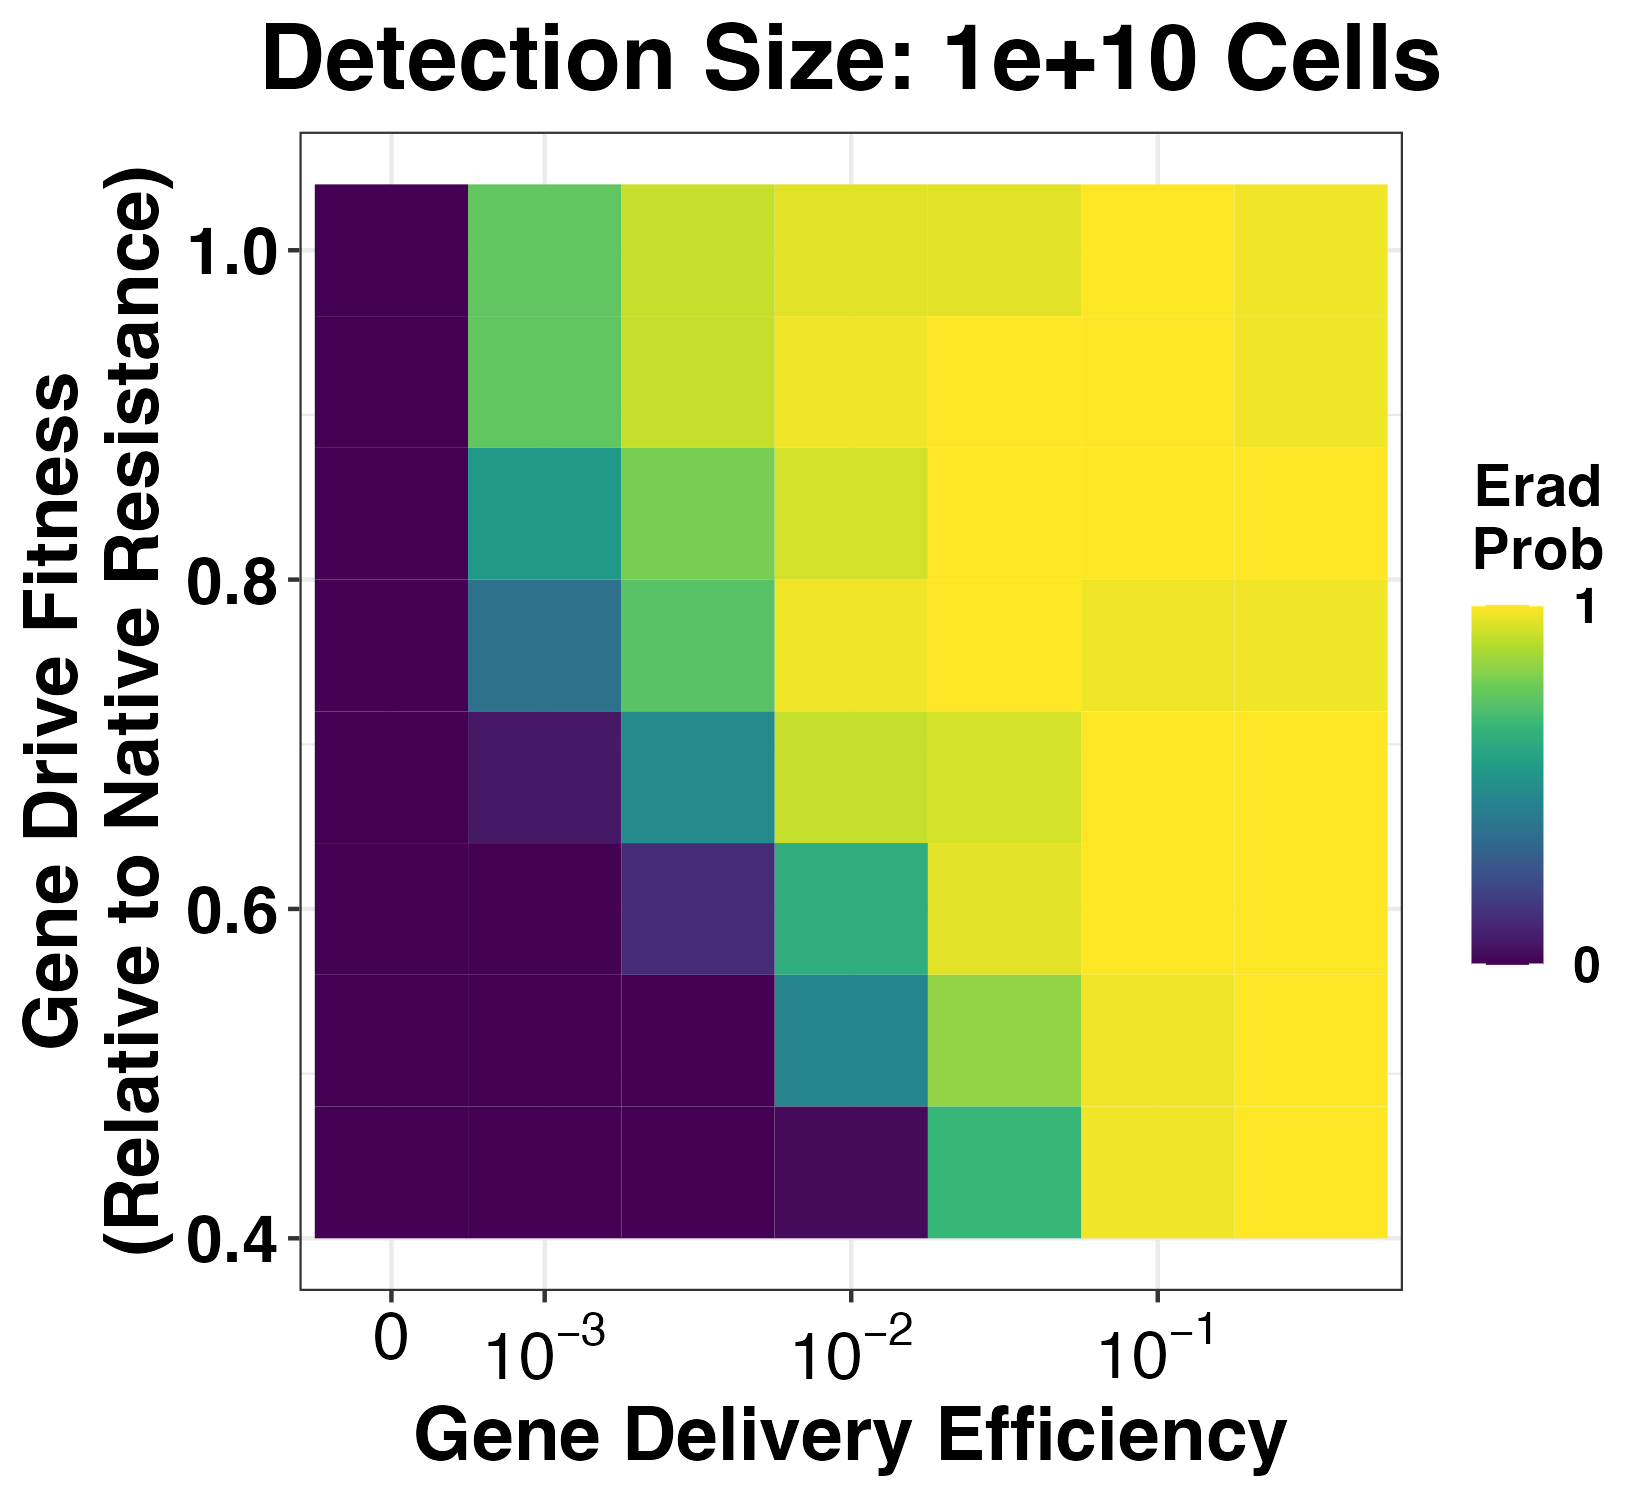 Detection Size: 1e+10 Cells
Gene Drive Fitness
(Relative to Native Resistance)
1.0
0.8
0.6
0.4
0
10⁻³
10⁻²
10⁻¹
Gene Delivery Efficiency
Erad
Prob
1
0